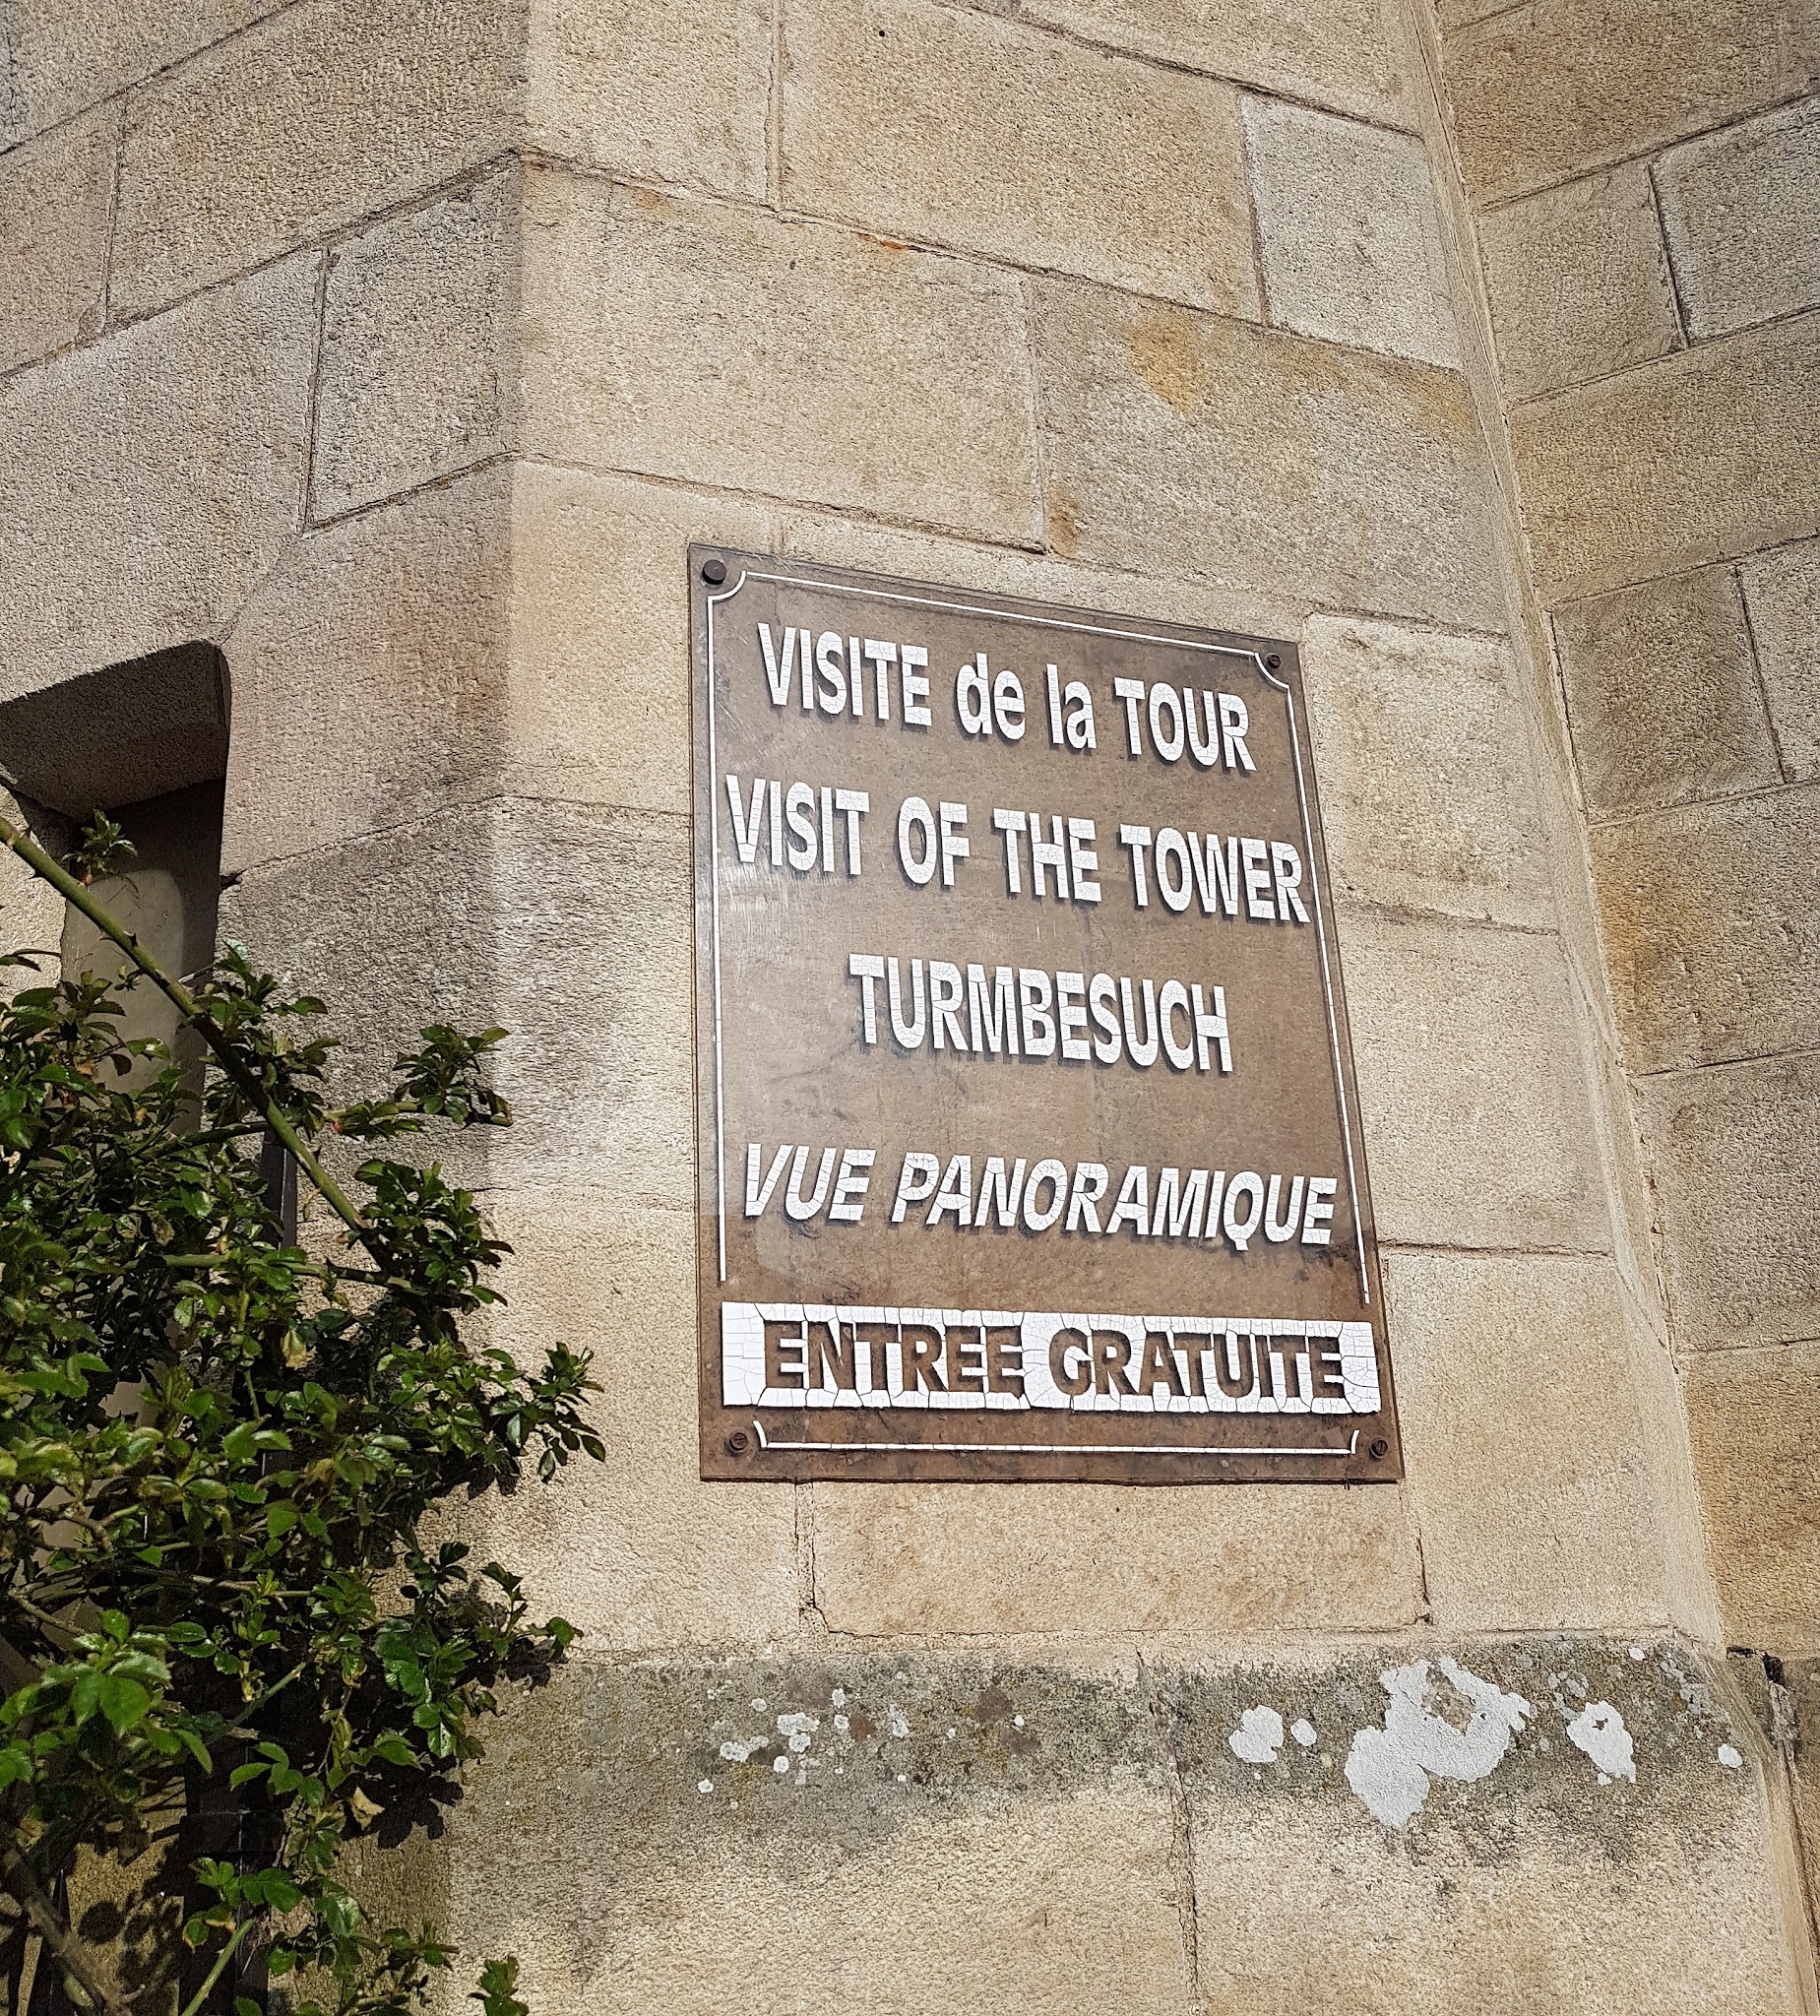 VISITE de la TOUR
VISIT OF THE TOWER
TURMBESUCH
VUE PANORAMIQUE
ENTREE GRATUITE